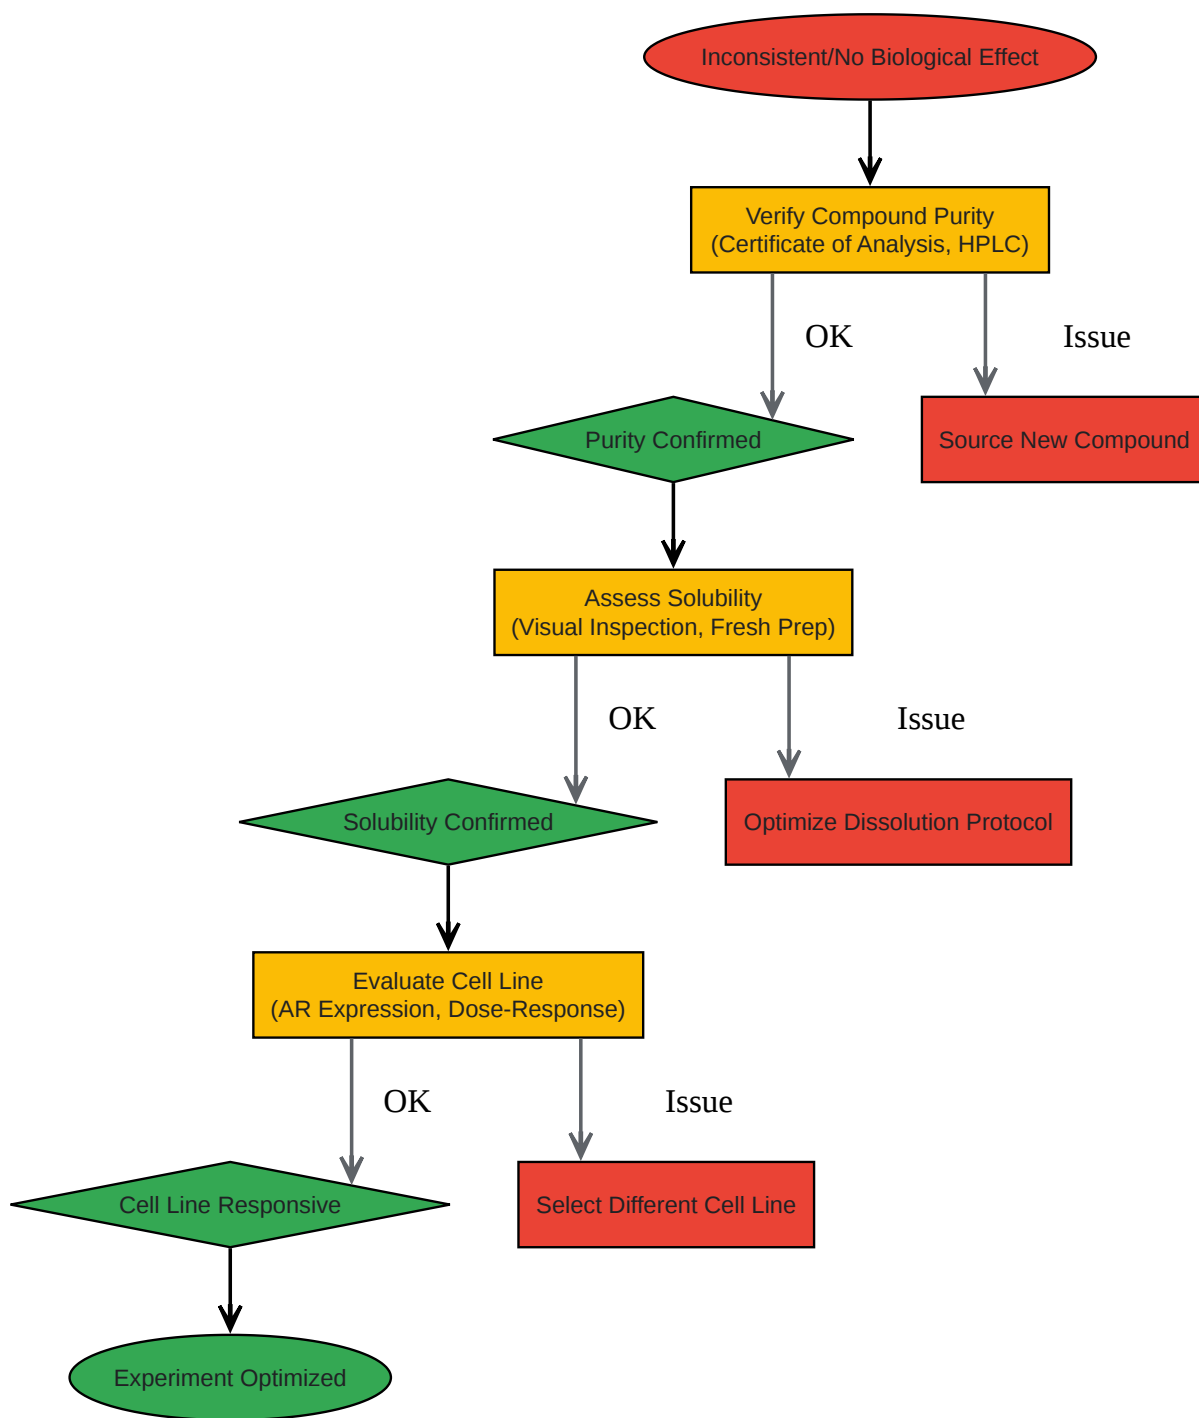 Inconsistent/No Biological Effect
Verify Compound Purity
(Certificate of Analysis, HPLC)
OK
Issue
Purity Confirmed
Source New Compound
Assess Solubility
(Visual Inspection, Fresh Prep)
OK
Issue
Solubility Confirmed
Optimize Dissolution Protocol
Evaluate Cell Line
(AR Expression, Dose-Response)
OK
Issue
Cell Line Responsive
Select Different Cell Line
Experiment Optimized